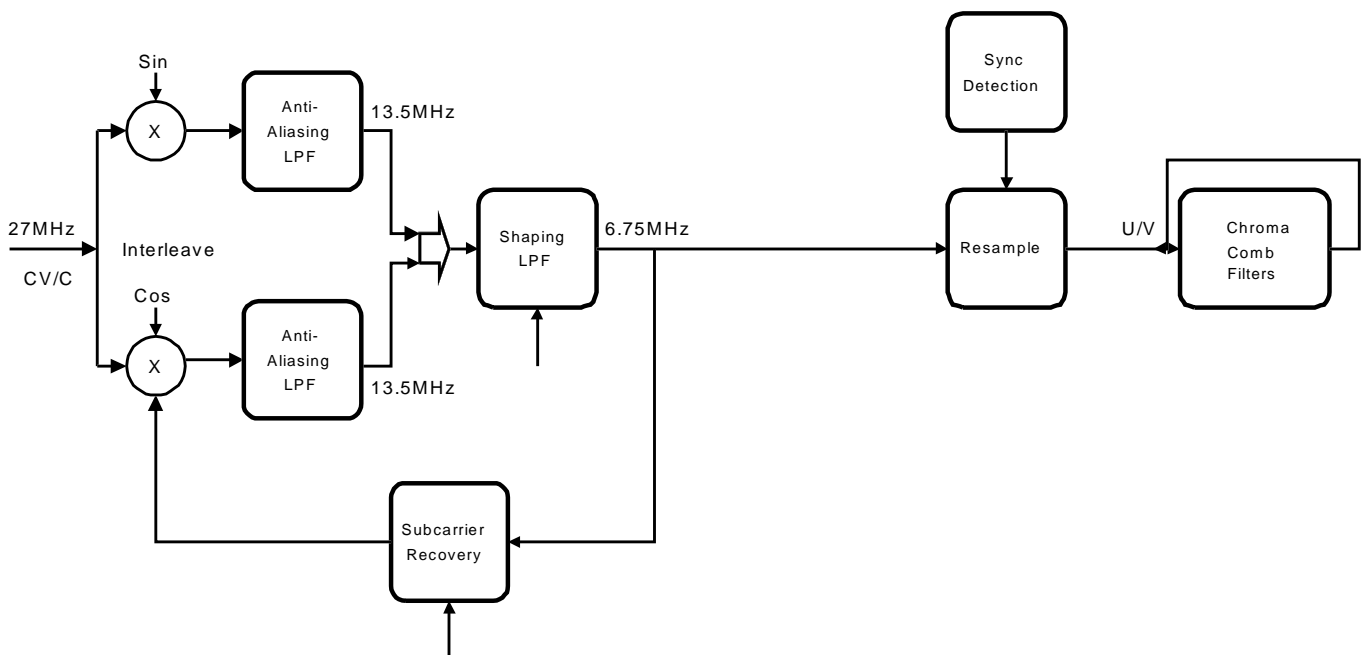 Sin
X
Anti-
Aliasing
LPF
13.5MHz
27MHz
CV/C
Interleave
Cos
X
Anti-
Aliasing
LPF
13.5MHz
Shaping
LPF
6.75MHz
Subcarrier
Recovery
Sync
Detection
Resample
U/V
Chroma
Comb
Filters